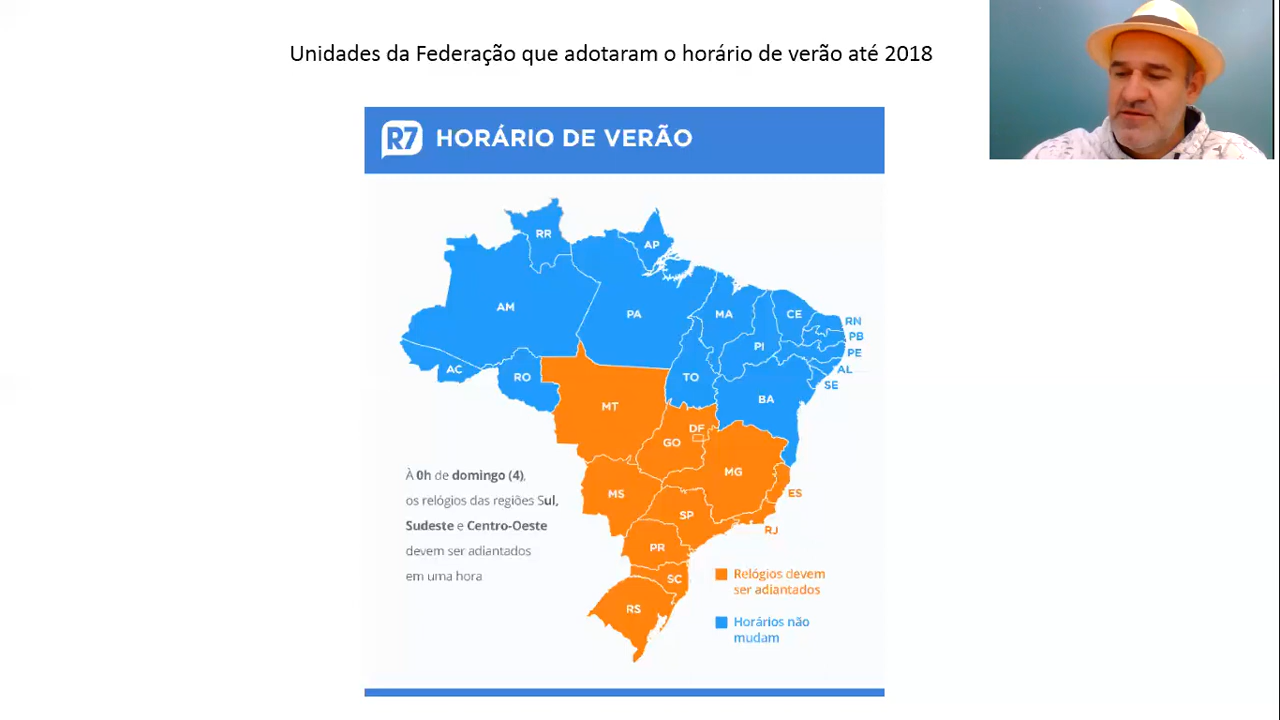 Unidades da Federação que adotaram o horário de verão até 2018
R7 HORÁRIO DE VERÃO
RR
AP
AM
PA
MA
CE
RN
PB
PI
PE
AL
AC
RO
TO
SE
BA
MT
DF
GO
MG
MS
ES
SP
RJ
PR
SC
RS
À 0h de domingo (4),
os relógios das regiões Sul,
Sudeste e Centro-Oeste
devem ser adiantados
em uma hora
Relógios devem
ser adiantados
Horários não
mudam